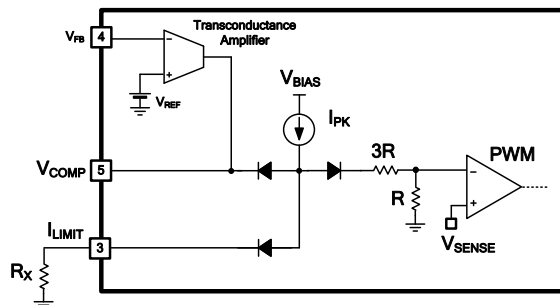 Transconductance
Amplifier
4
VFB
VREF
VBIAS
IPK
3R
R
PWM
VCOMP
5
ILIMIT
3
RX
VSENSE